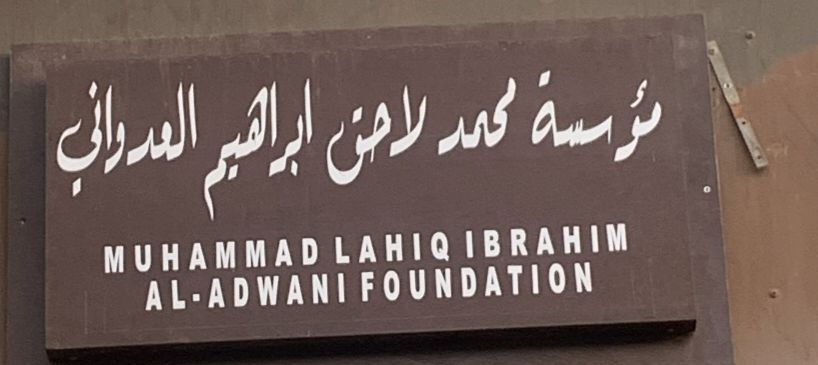 مؤسسة محمد لاحق ابراهيم العدواني
MUHAMMAD LAHIQ IBRAHIM
AL-ADWANI FOUNDATION